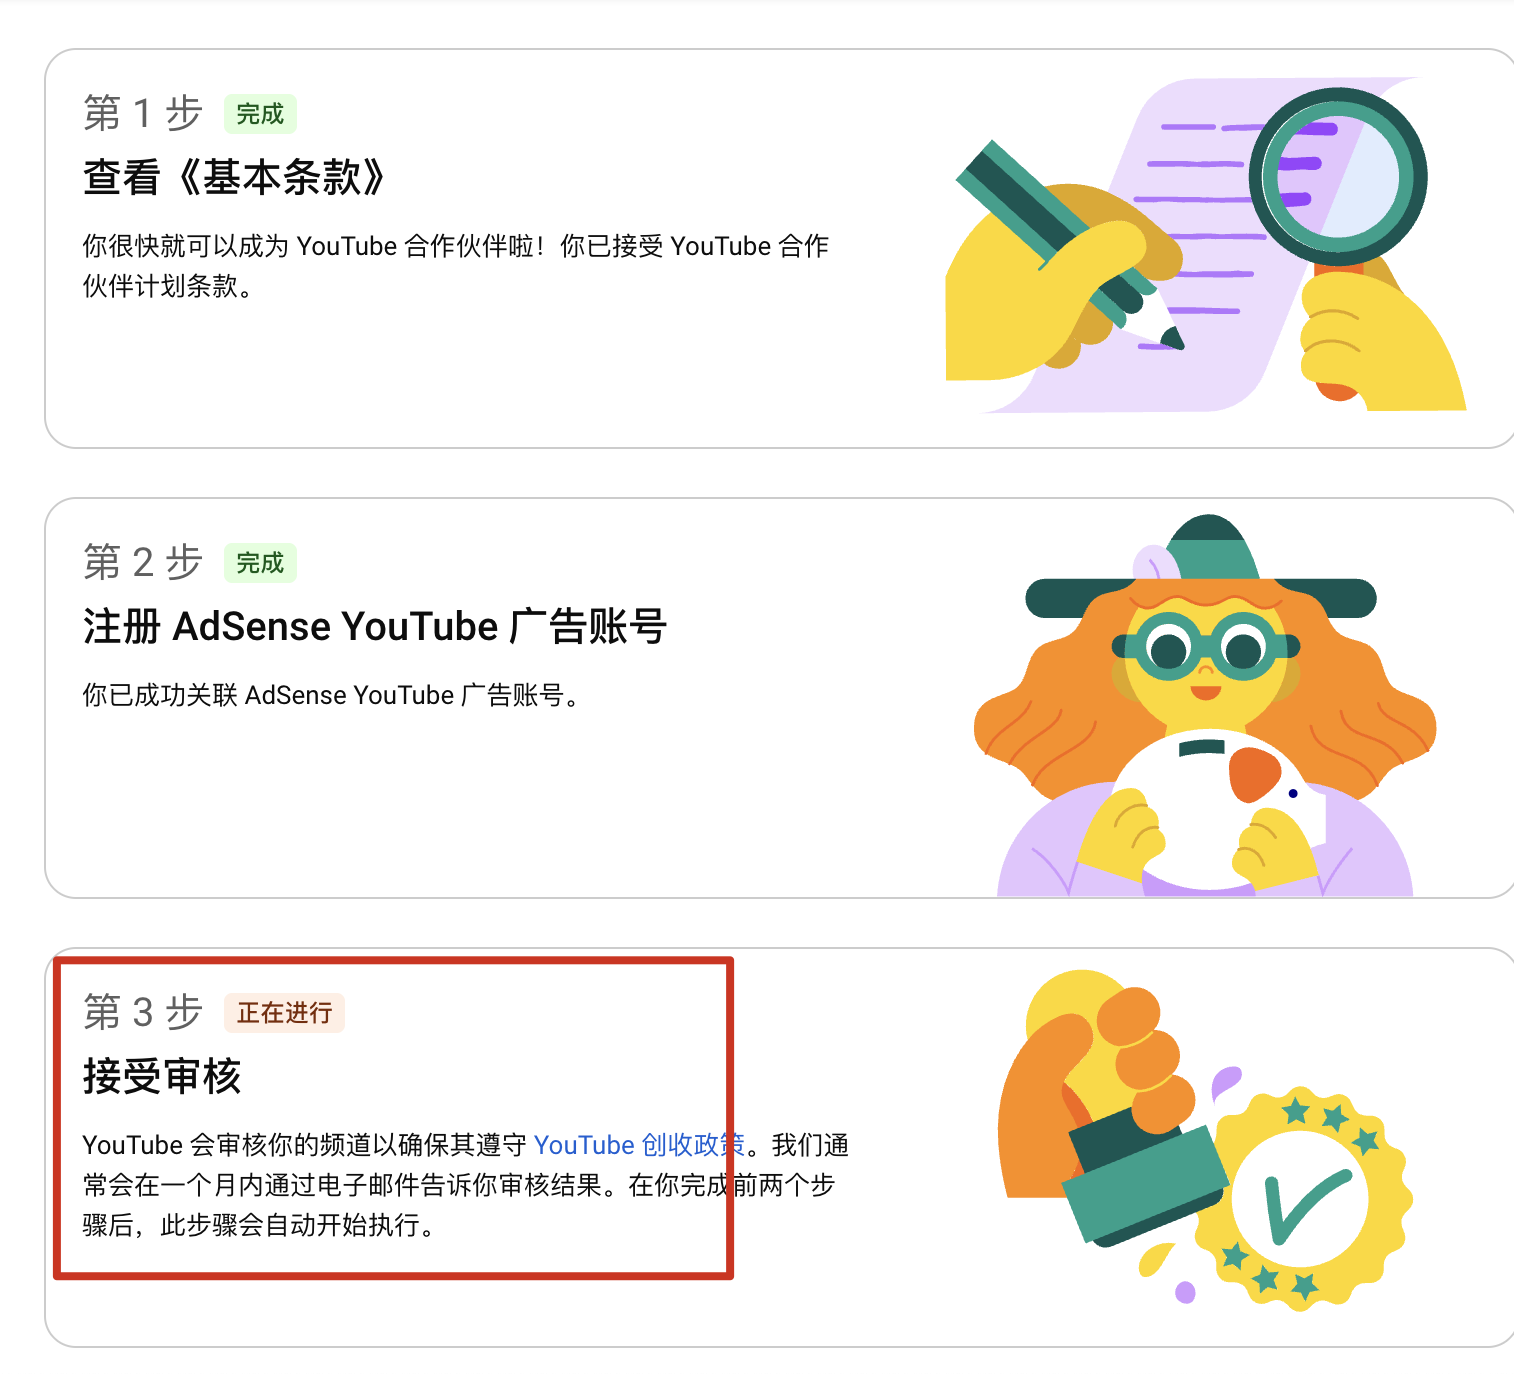 第 1 步 完成
查看《基本条款》
你很快就可以成为 YouTube 合作伙伴啦！你已接受 YouTube 合作
伙伴计划条款。
第 2 步 完成
注册 AdSense YouTube 广告账号
你已成功关联 AdSense YouTube 广告账号。
第 3 步 正在进行
接受审核
YouTube 会审核你的频道以确保其遵守 YouTube 创收政策。我们通
常会在一个月内通过电子邮件告诉你审核结果。在你完成前两个步
骤后，此步骤会自动开始执行。